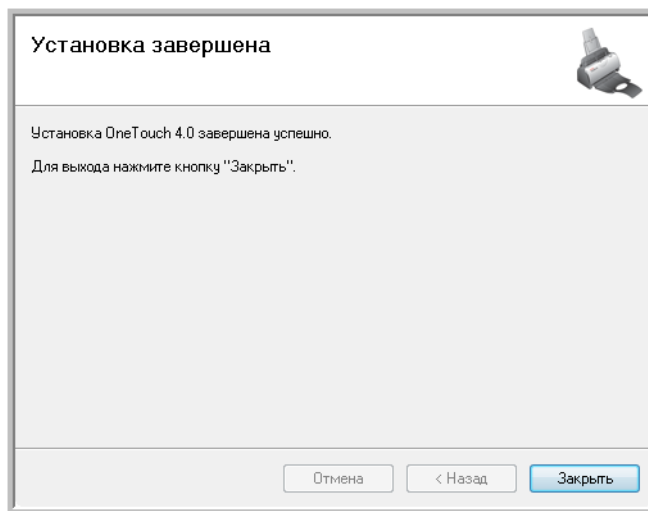 Установка завершена
Установка OneTouch 4.0 завершена успешно.
Для выхода нажмите кнопку "Закрыть".
Отмена
< Назад
Закрыть